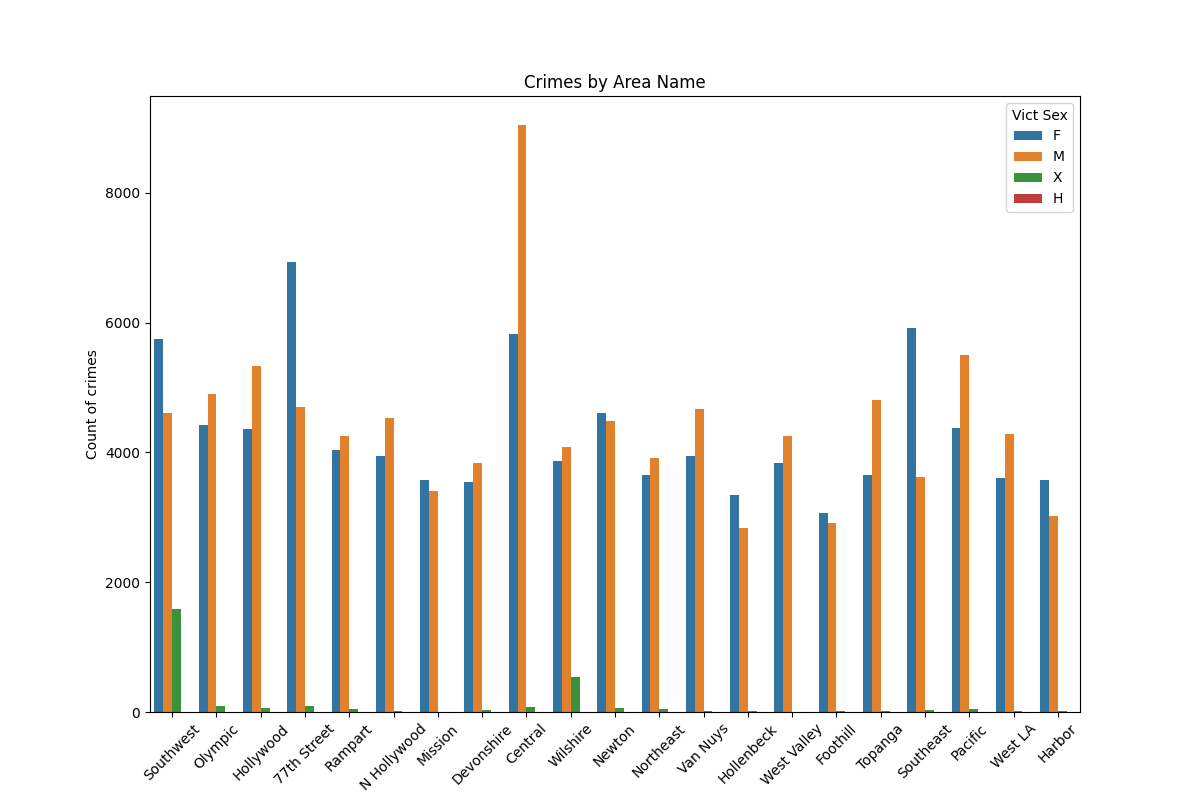 Crimes by Area Name
Vict Sex
F
M
X
H
Count of crimes
8000
6000
4000
2000
0
Southwest
Olympic
Hollywood
77th Street
Rampart
N Hollywood
Mission
Devonshire
Central
Wilshire
Newton
Northeast
Van Nuys
Hollenbeck
West Valley
Foothill
Topanga
Southeast
Pacific
West LA
Harbor